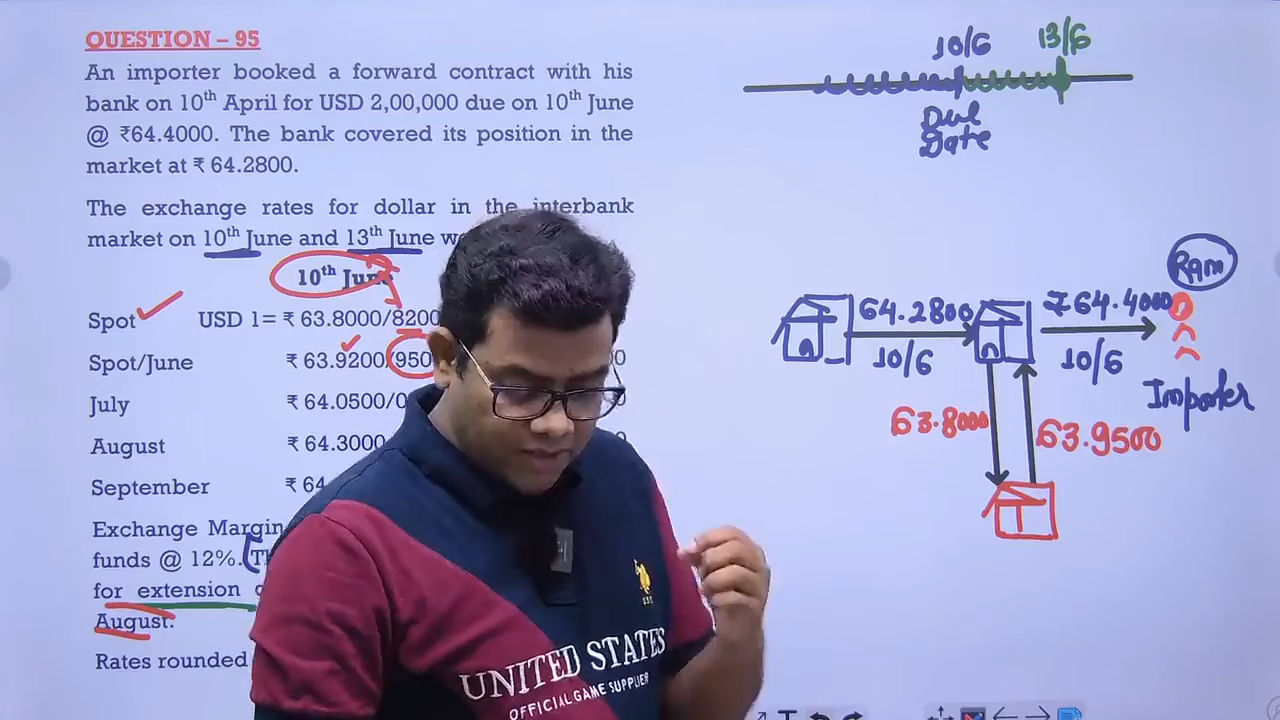 QUESTION – 95
An importer booked a forward contract with his
bank on 10th April for USD 2,00,000 due on 10th June
@ ₹64.4000. The bank covered its position in the
market at ₹ 64.2800.
The exchange rates for dollar in the interbank
market on 10th June and 13th June
10th June
Spot USD 1= ₹ 63.8000/8200
Spot/June ₹ 63.9200/950
July ₹ 64.0500/0
August ₹ 64.3000
September ₹ 64
Exchange Margin
funds @ 12%.
for extension
August.
Rates rounded
10/6 13/6
Due
Date
Ram
64.2800 ₹64.4000
10/6 10/6
Importer
63.8000 63.9500
UNITED STATES
OFFICIAL GAME SUPPLIER